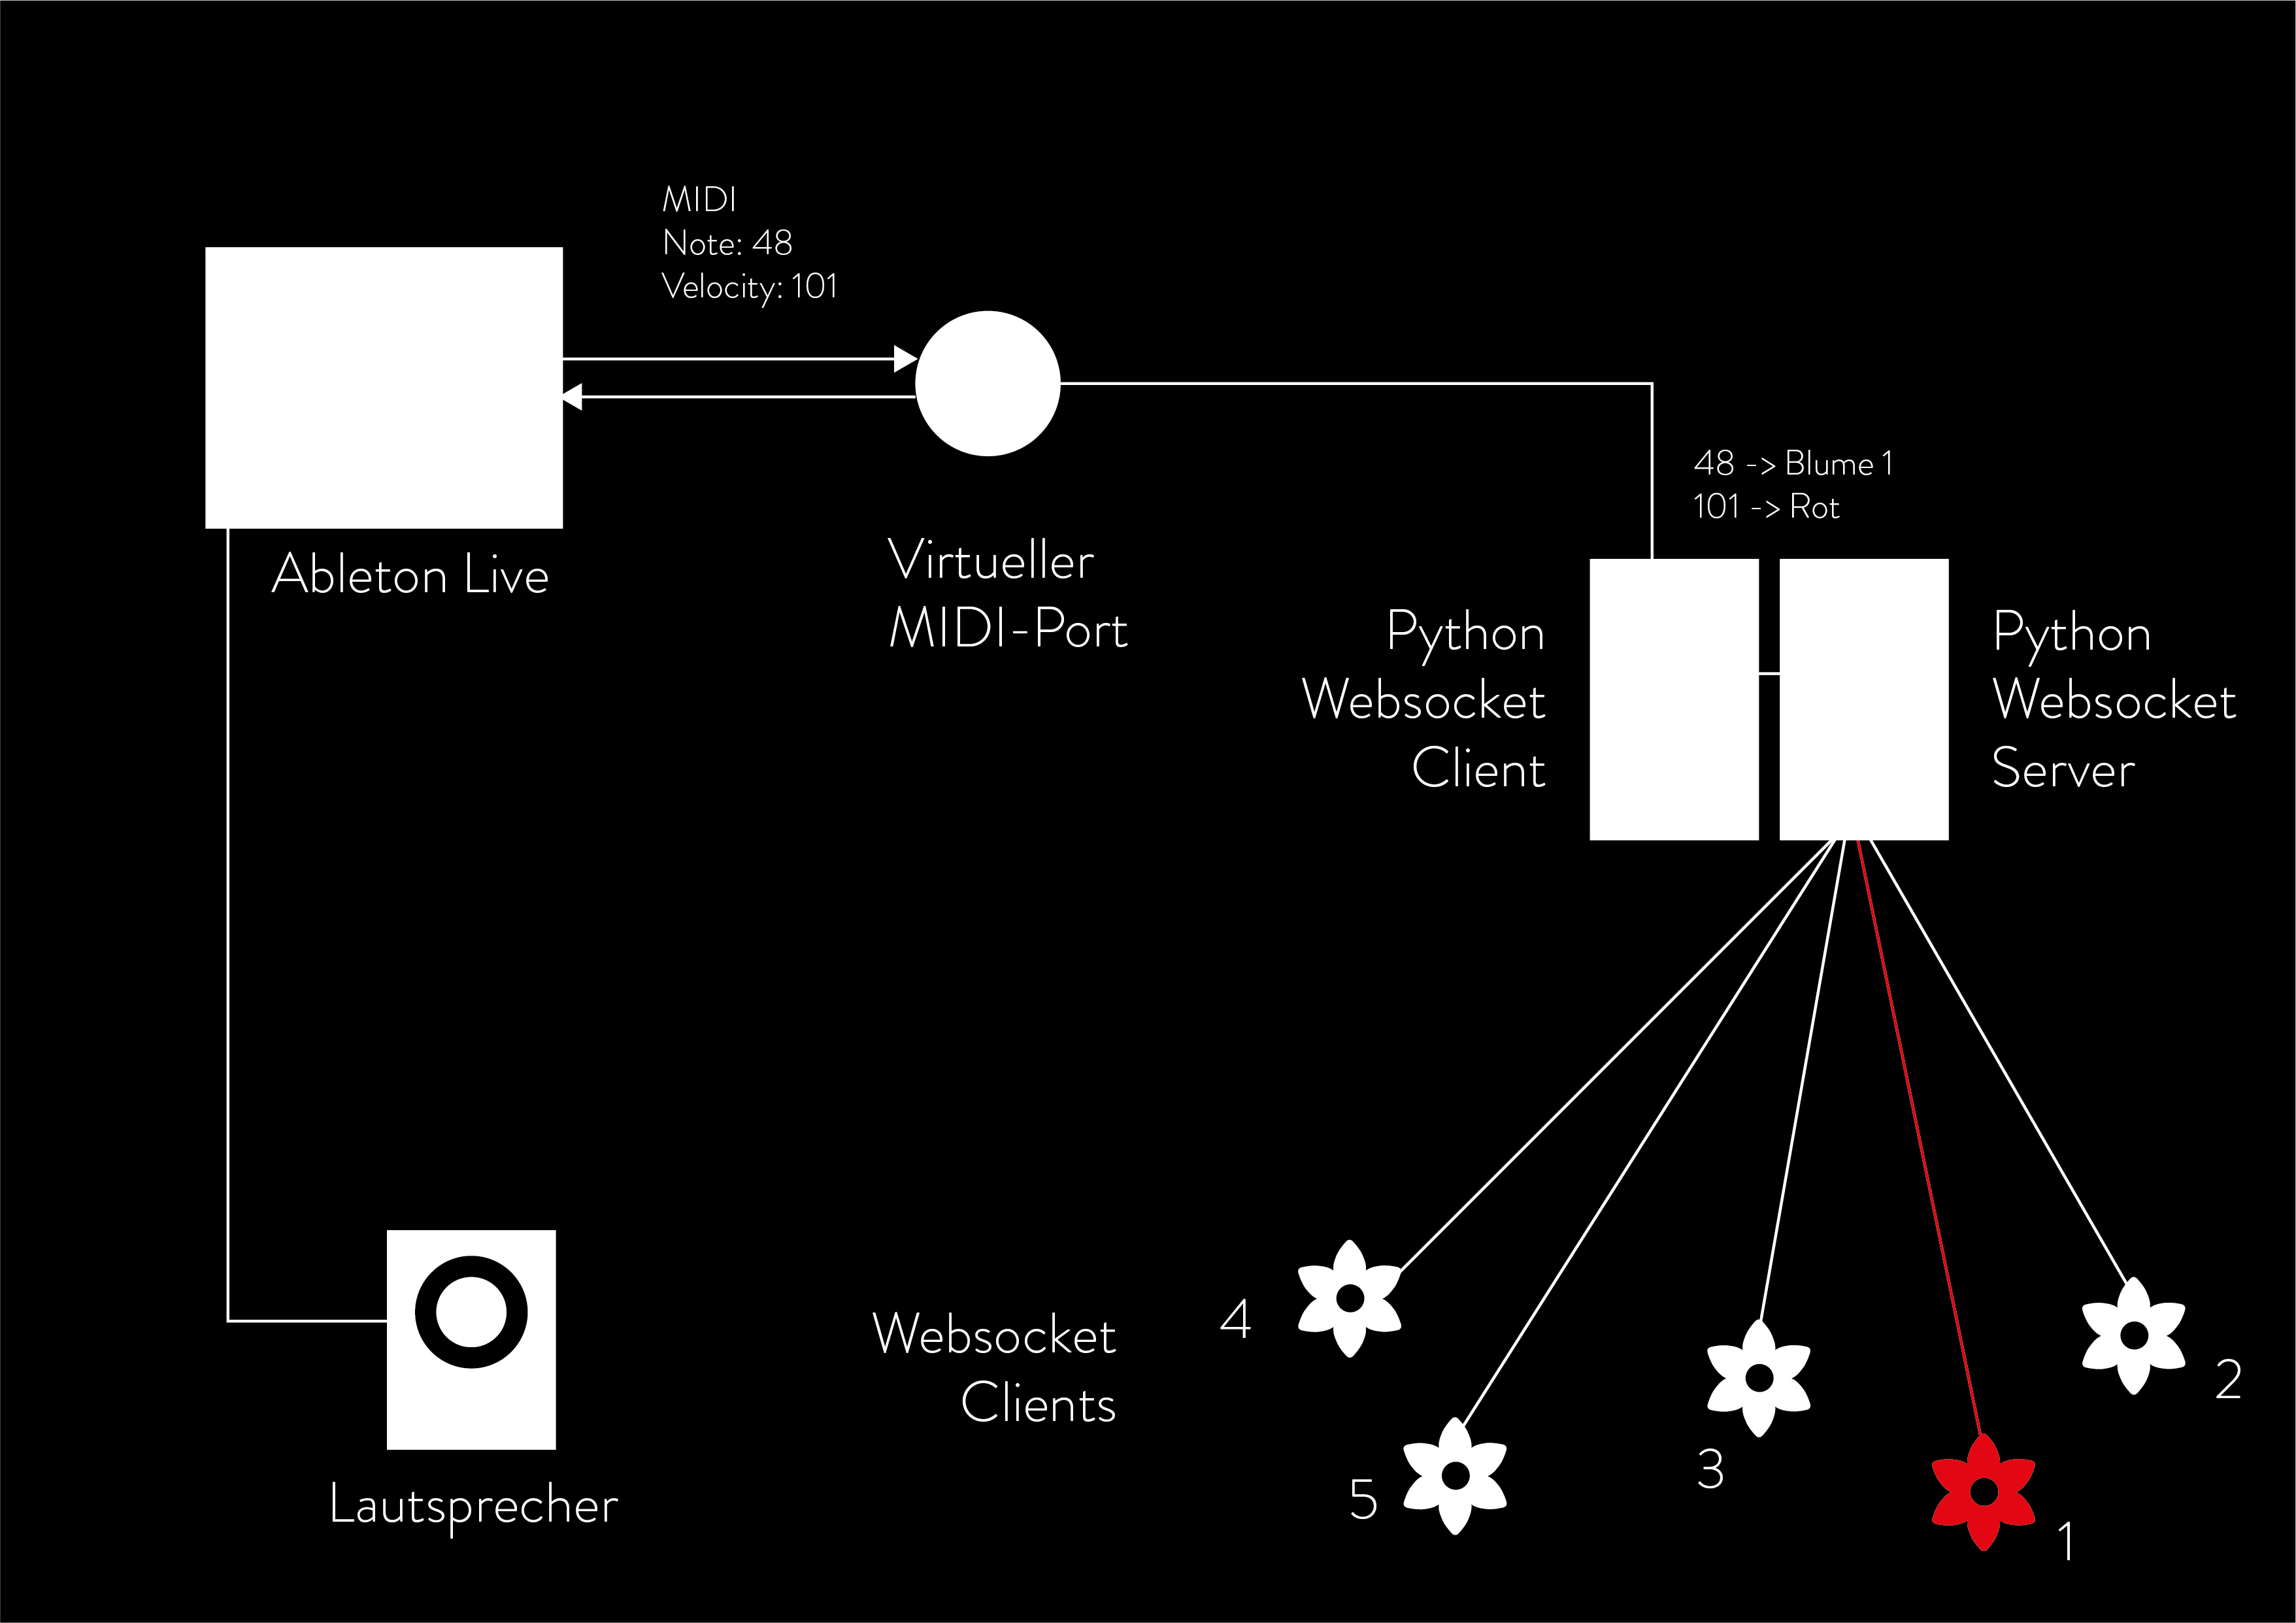 MIDI
Note: 48
Velocity: 101
48 -> Blume 1
101 -> Rot
Ableton Live
Virtueller
MIDI-Port
Python
Websocket
Client
Python
Websocket
Server
Websocket
Clients
4
5
3
2
1
Lautsprecher